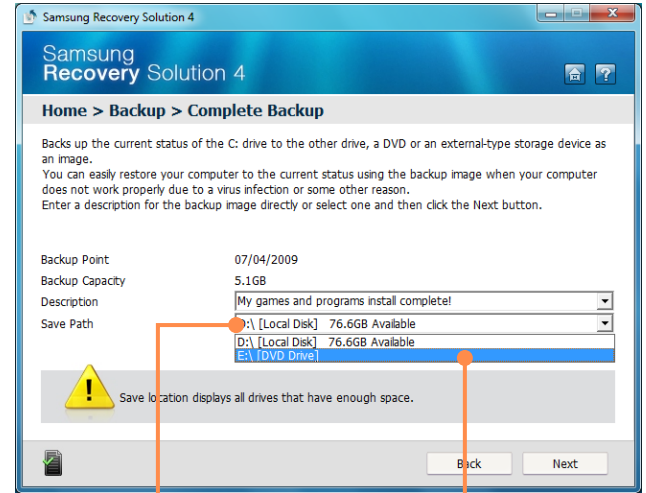 Samsung Recovery Solution 4
Samsung
Recovery Solution 4
Home > Backup > Complete Backup
Backs up the current status of the C: drive to the other drive, a DVD or an external-type storage device as
an image.
You can easily restore your computer to the current status using the backup image when your computer
does not work properly due to a virus infection or some other reason.
Enter a description for the backup image directly or select one and then click the Next button.
Backup Point 07/04/2009
Backup Capacity 5.1GB
Description My games and programs install complete!
Save Path D:\ [Local Disk] 76.6GB Available
D:\ [Local Disk] 76.6GB Available
E:\ [DVD Drive]
Save location displays all drives that have enough space.
Back Next